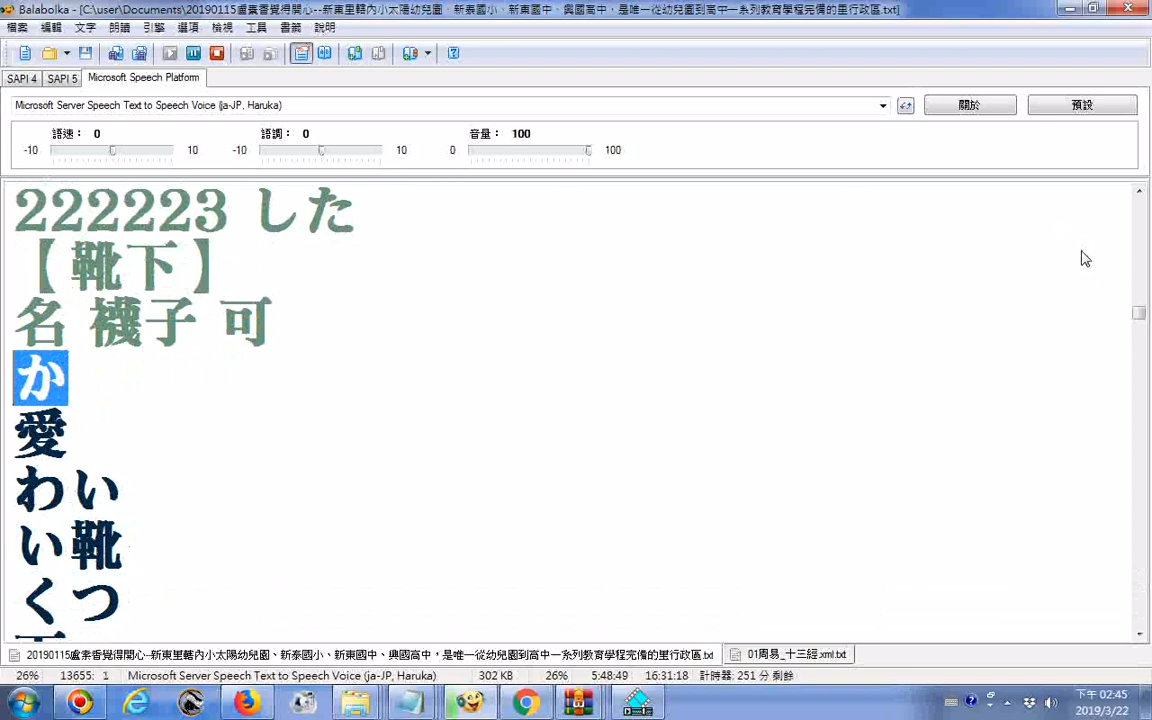 Balabolka - [C:\user\Documents\20190115盧素香覺得開心--新東里轄內小太陽幼兒園、新泰國小、新東國中、興國高中，是唯一從幼兒園到高中一系列教育學程完備的里行政區.txt]
檔案 編輯 文字 朗讀 引擎 選項 檢視 工具 書籤 說明
SAPI 4 SAPI 5 Microsoft Speech Platform
Microsoft Server Speech Text to Speech Voice (ja-JP, Haruka) 關於 預設
語速： 0 語調： 0 音量： 100
-10 10 -10 10 0 100
222223 した
【 靴下 】
名 襪子 可
か
愛
わい
い靴
くつ
20190115盧素香覺得開心--新東里轄內小太陽幼兒園、新泰國小、新東國中、興國高中，是唯一從幼兒園到高中一系列教育學程完備的里行政區.txt 01周易_十三經.xml.txt
26% 13655: 1 Microsoft Server Speech Text to Speech Voice (ja-JP, Haruka) 302 KB 26% 5:48:49 16:31:18 計時器: 251 分 剩餘
下午 02:45
2019/3/22